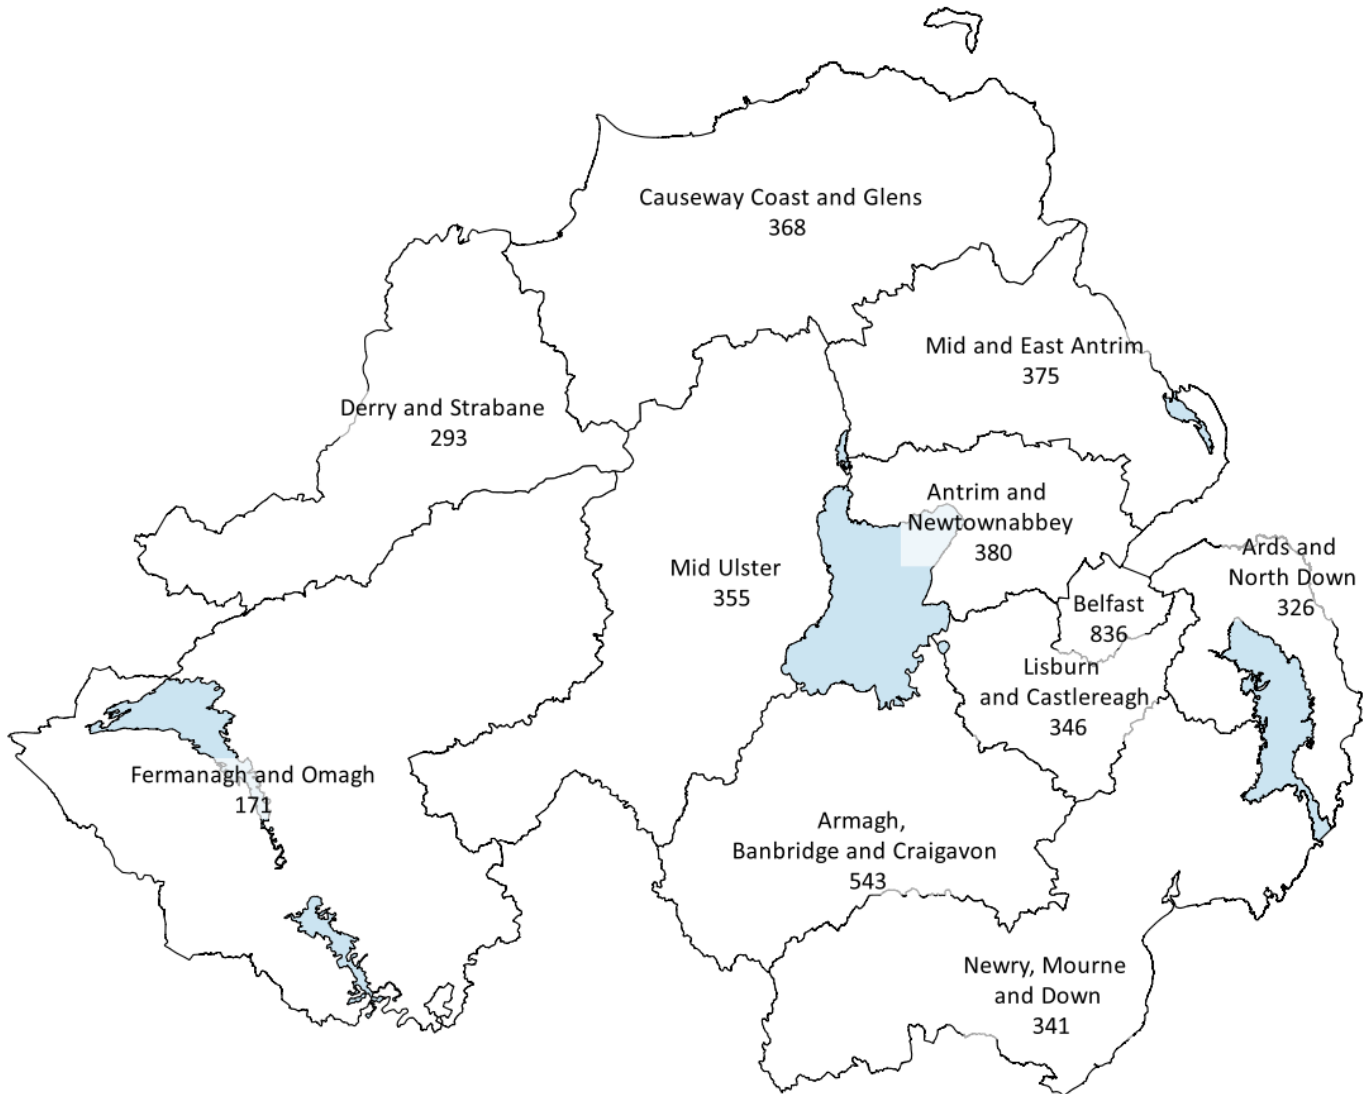 Causeway Coast and Glens
368
Mid and East Antrim
375
Derry and Strabane
293
Antrim and
Newtownabbey
380
Mid Ulster
355
Ards and
North Down
326
Belfast
836
Lisburn
and Castlereagh
346
Fermanagh and Omagh
171
Armagh,
Banbridge and Craigavon
543
Newry, Mourne
and Down
341